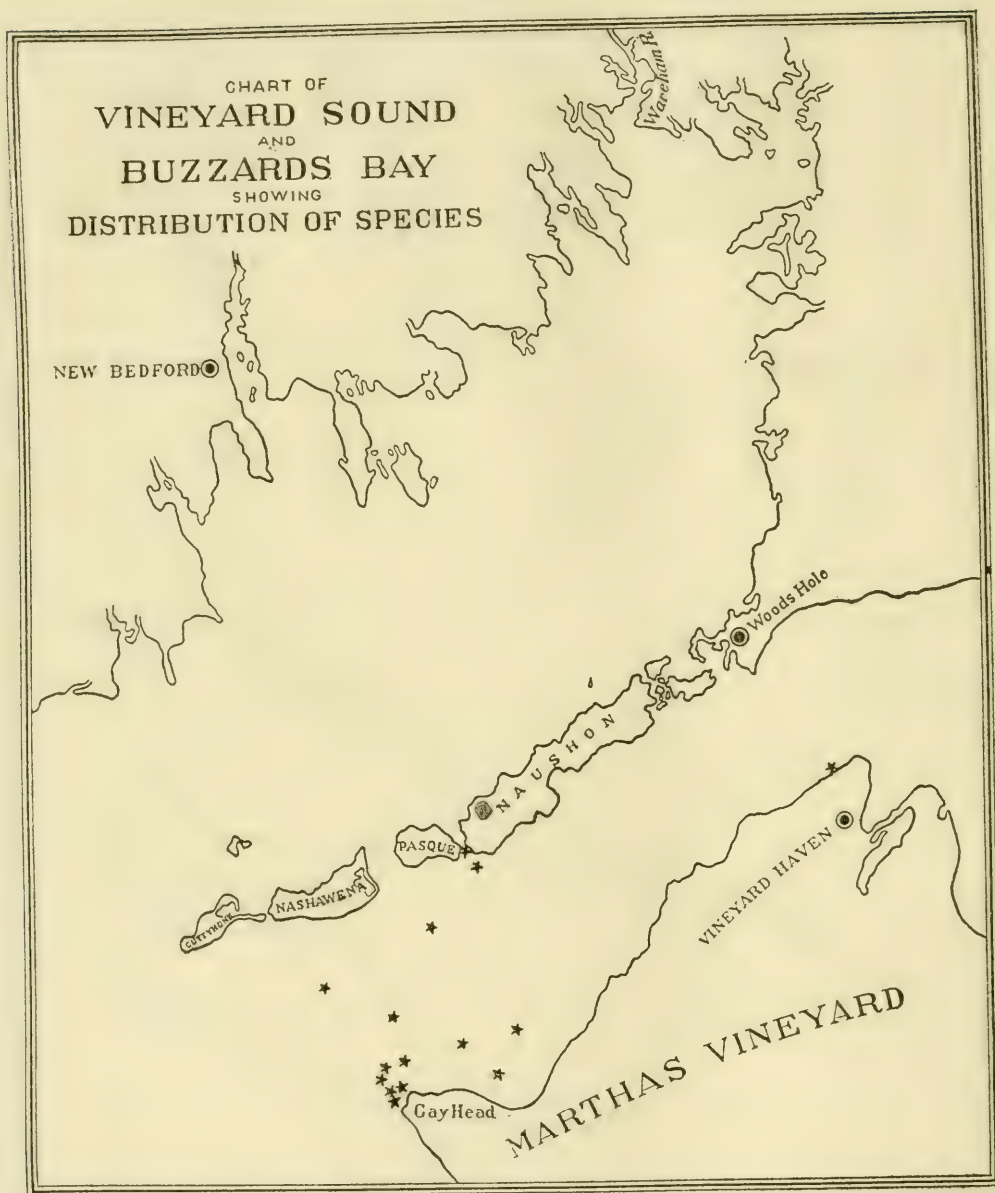 CHART OF
VINEYARD SOUND
AND
BUZZARDS BAY
SHOWING
DISTRIBUTION OF SPECIES
Wareham R.
NEW BEDFORD
Woods Hole
NAUSHON
PASQUE
NASHAWENA
CUTTYHUNK
VINEYARD HAVEN
MARTHAS VINEYARD
Gay Head